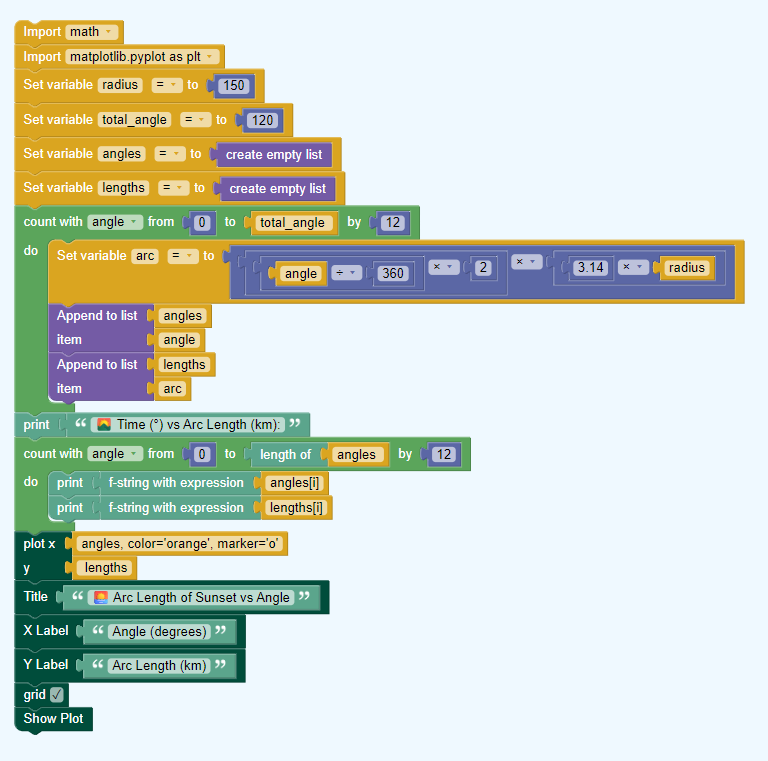 Import math
Import matplotlib.pyplot as plt
Set variable radius = to 150
Set variable total_angle = to 120
Set variable angles = to create empty list
Set variable lengths = to create empty list
count with angle from 0 to total_angle by 12
do Set variable arc = to angle ÷ 360 × 2 × 3.14 × radius
Append to list angles
item angle
Append to list lengths
item arc
print “ 🌄 Time (°) vs Arc Length (km): ”
count with angle from 0 to length of angles by 12
do print f-string with expression angles[i]
print f-string with expression lengths[i]
plot x angles, color='orange', marker='o'
y lengths
Title “ 🌅 Arc Length of Sunset vs Angle ”
X Label “ Angle (degrees) ”
Y Label “ Arc Length (km) ”
grid ✓
Show Plot